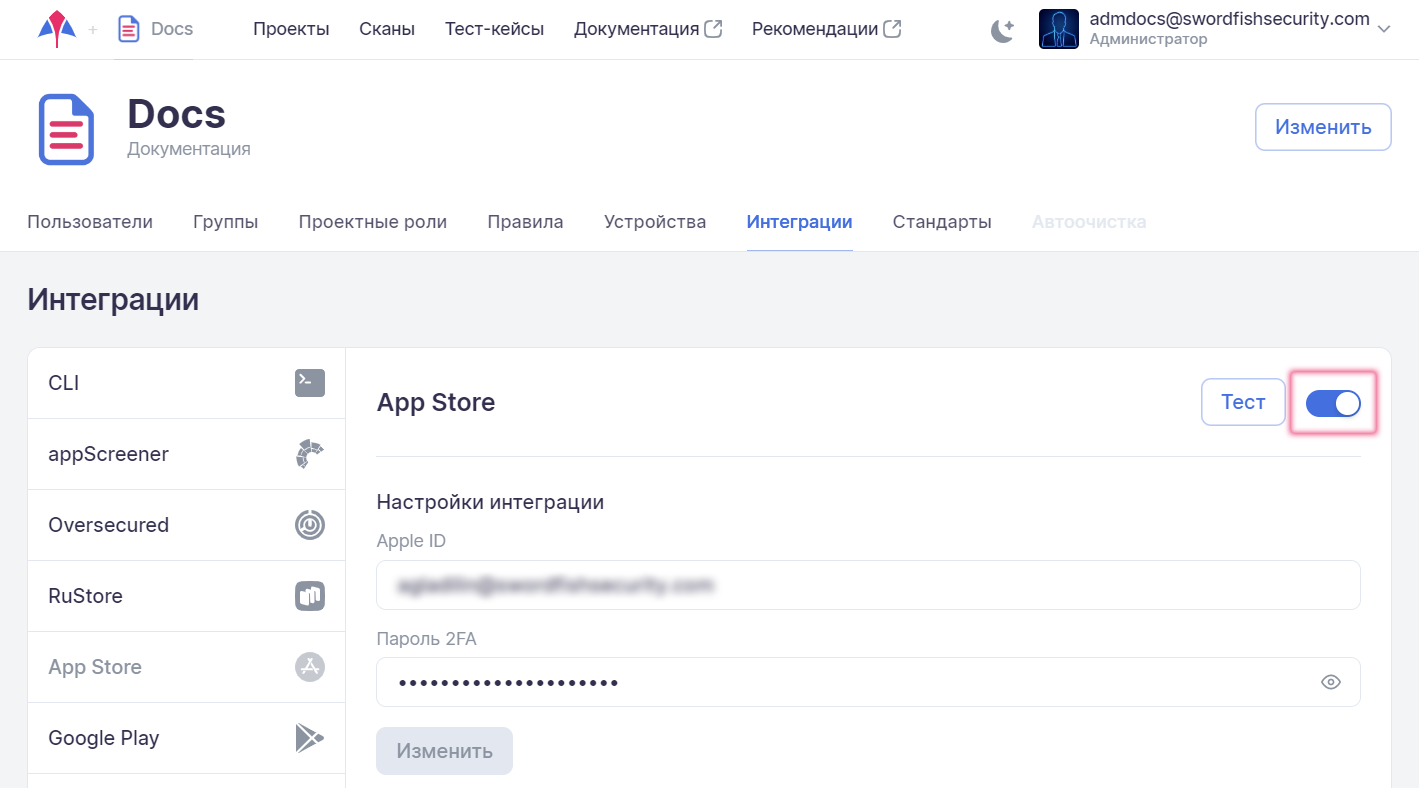 Docs Проекты Сканы Тест-кейсы Документация Рекомендации admdocs@swordfishsecurity.com
Администратор
Docs
Документация
Изменить
Пользователи Группы Проектные роли Правила Устройства Интеграции Стандарты Автоочистка
Интеграции
CLI
appScreener
Oversecured
RuStore
App Store
Google Play
App Store
Тест
Настройки интеграции
Apple ID
Пароль 2FA
•••••••••••••••••••••
Изменить